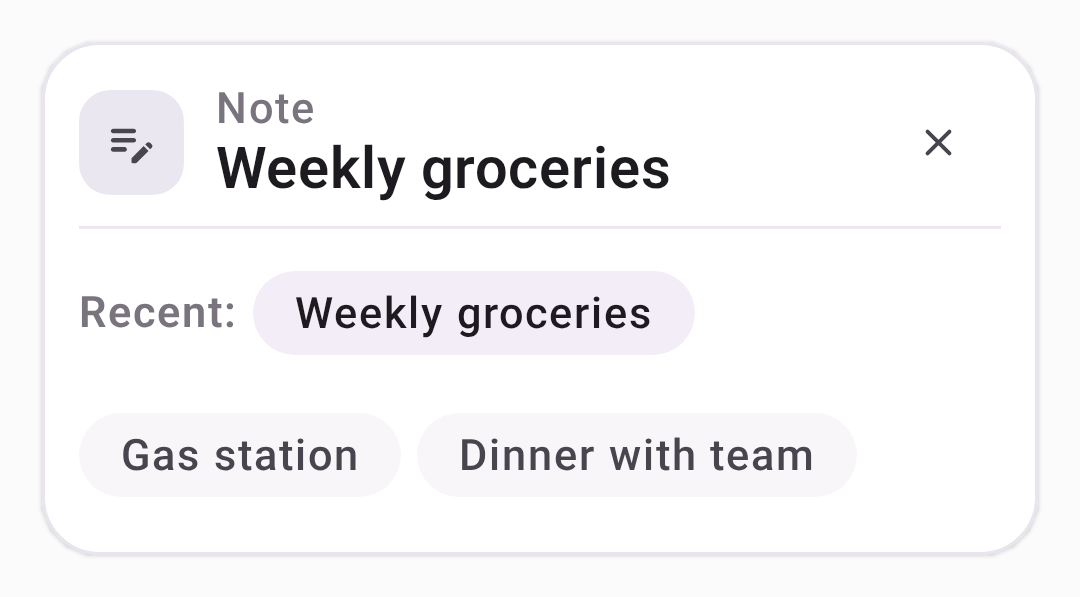 Note
Weekly groceries
Recent: Weekly groceries
Gas station Dinner with team